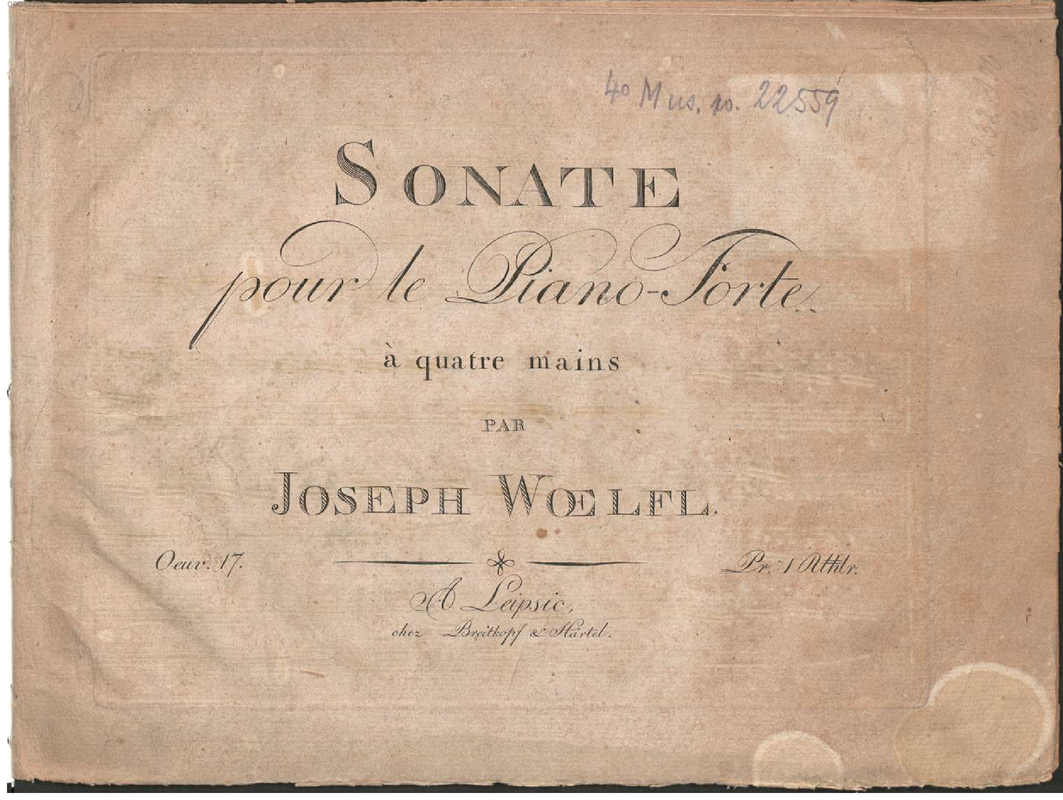 4° Mus. pr. 22559
SONATE
pour le Piano-Forte
à quatre mains
PAR
JOSEPH WŒLFL.
Oeuv. 17. Pr. 1 Rthlr.
A Leipsic,
chez Breitkopf & Härtel.